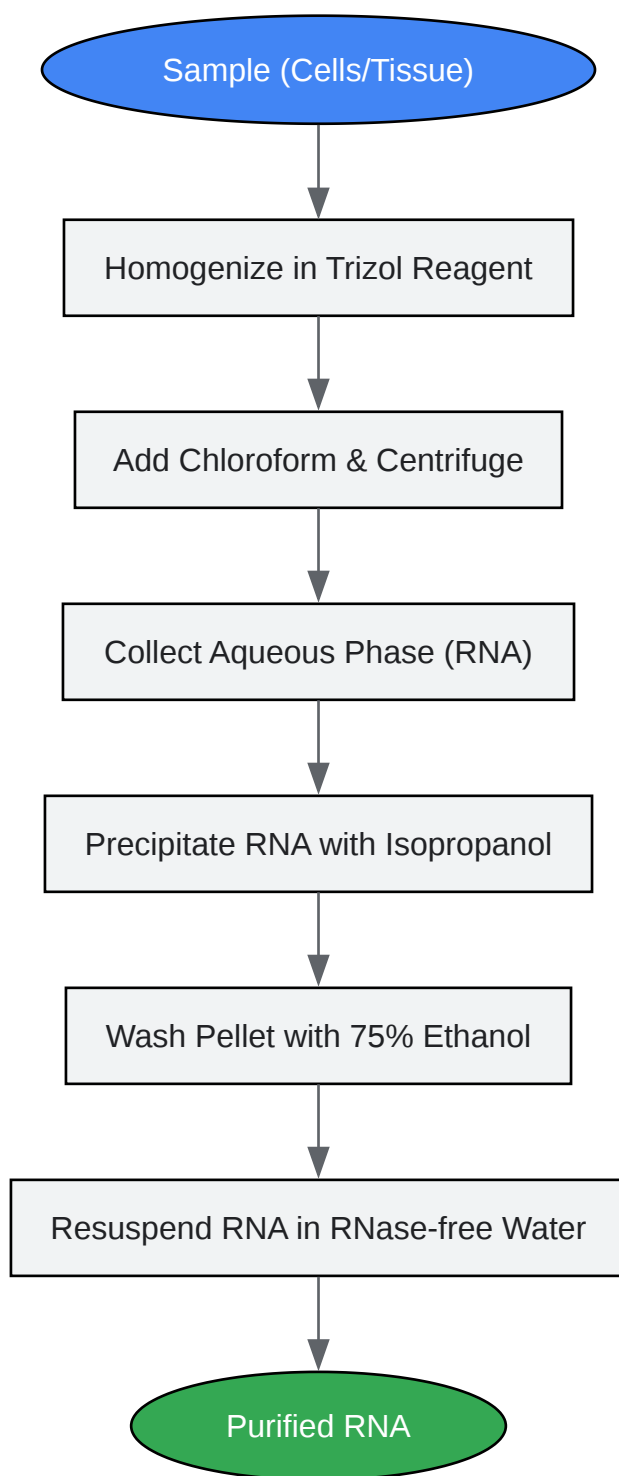 Sample (Cells/Tissue)
Homogenize in Trizol Reagent
Add Chloroform & Centrifuge
Collect Aqueous Phase (RNA)
Precipitate RNA with Isopropanol
Wash Pellet with 75% Ethanol
Resuspend RNA in RNase-free Water
Purified RNA